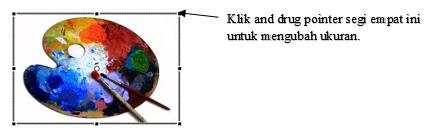 Klik and drug pointer segi empat ini
untuk mengubah ukuran.